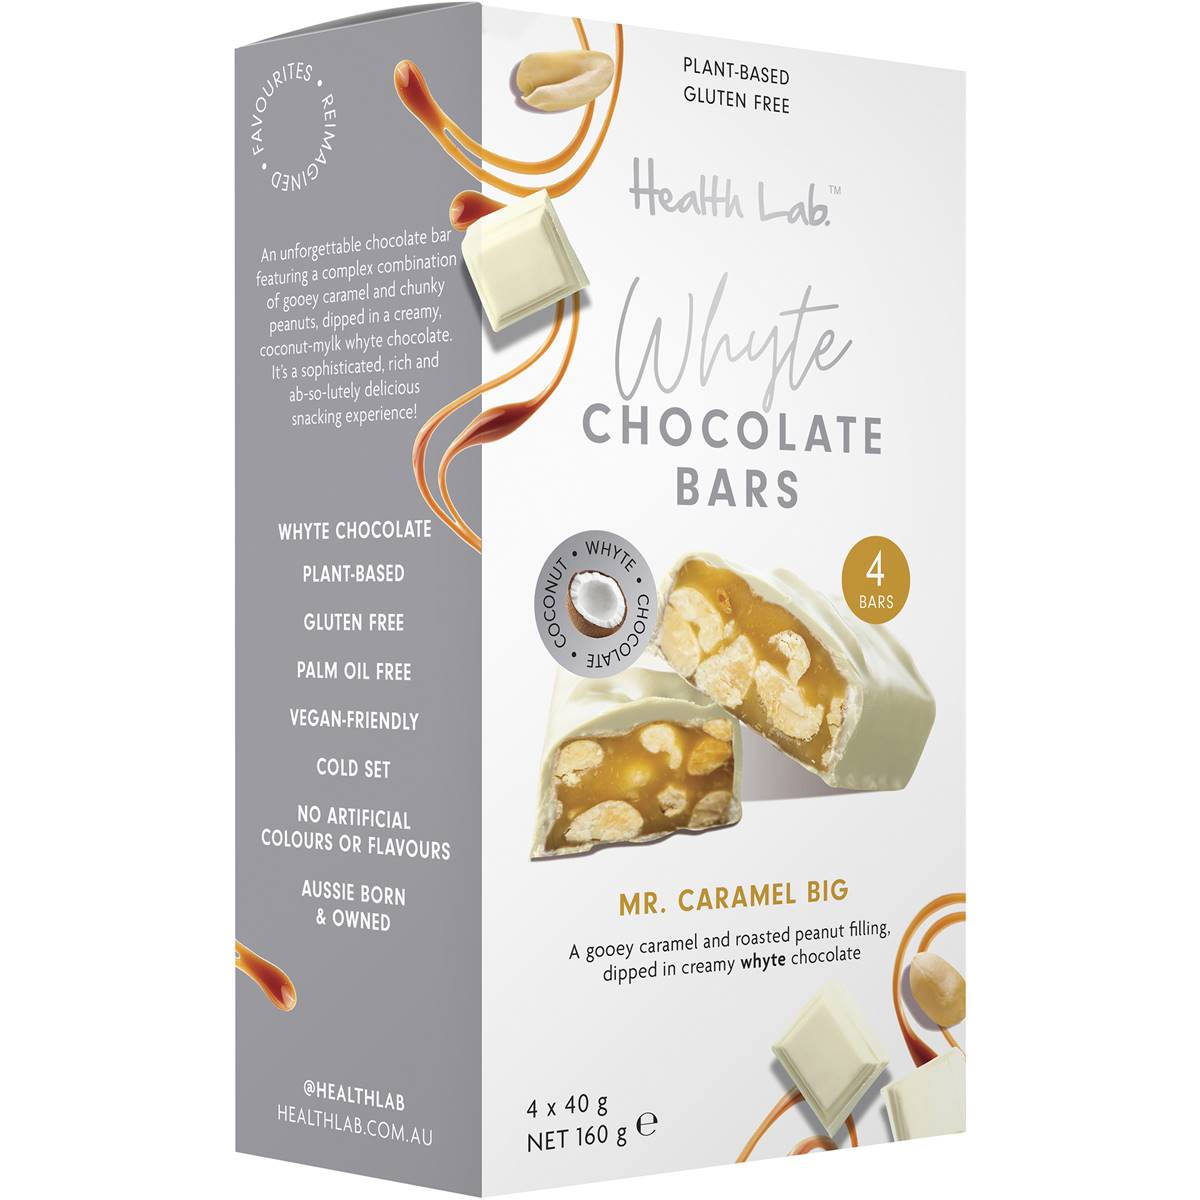 FAVOURITES • REIMAGINED •
An unforgettable chocolate bar
featuring a complex combination
of gooey caramel and chunky
peanuts, dipped in a creamy,
coconut-mylk whyte chocolate.
It's a sophisticated, rich and
ab-so-lutely delicious
snacking experience!
WHYTE CHOCOLATE
PLANT-BASED
GLUTEN FREE
PALM OIL FREE
VEGAN-FRIENDLY
COLD SET
NO ARTIFICIAL
COLOURS OR FLAVOURS
AUSSIE BORN
& OWNED
@HEALTHLAB
HEALTHLAB.COM.AU
PLANT-BASED
GLUTEN FREE
Health Lab.™
Whyte
CHOCOLATE
BARS
COCONUT • WHYTE • CHOCOLATE •
4
BARS
MR. CARAMEL BIG
A gooey caramel and roasted peanut filling,
dipped in creamy whyte chocolate
4 x 40 g
NET 160 g ℮